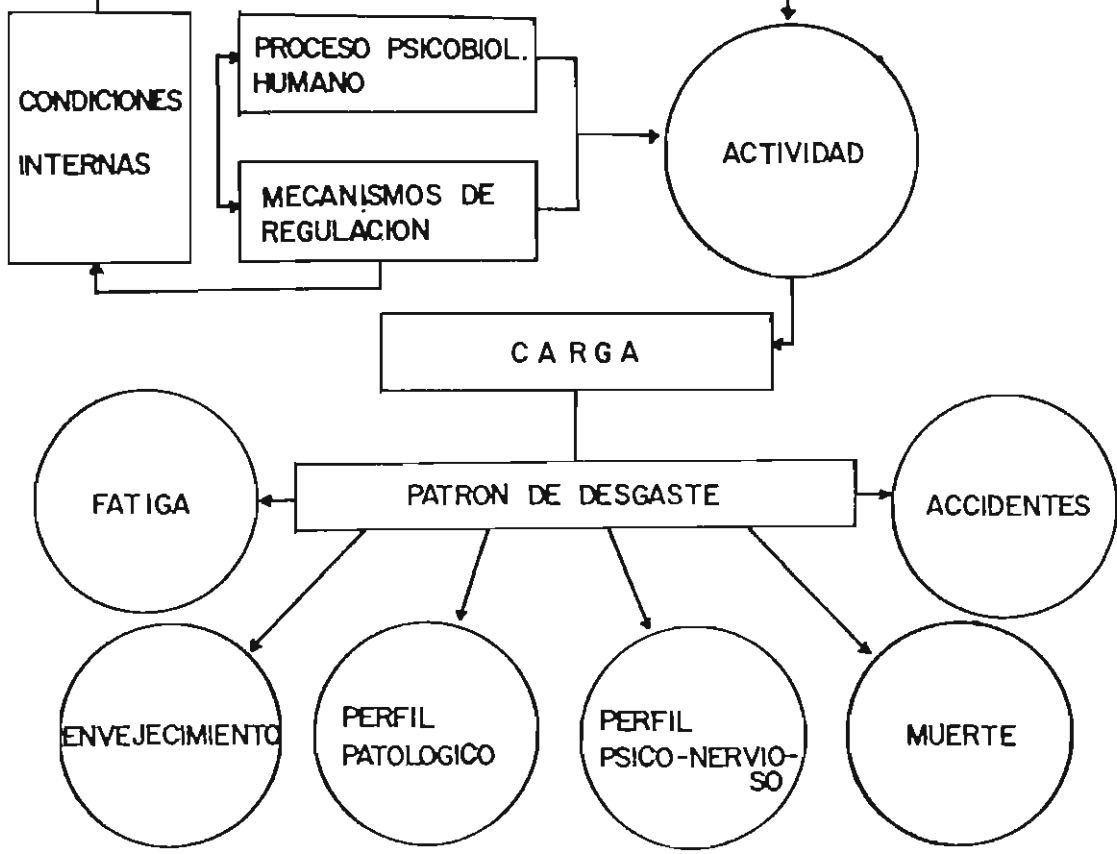 CONDICIONES
INTERNAS
PROCESO PSICOBIOL.
HUMANO
MECANISMOS DE
REGULACION
ACTIVIDAD
CARGA
PATRON DE DESGASTE
FATIGA
ACCIDENTES
ENVEJECIMIENTO
PERFIL
PATOLOGICO
PERFIL
PSICO-NERVIO-
SO
MUERTE